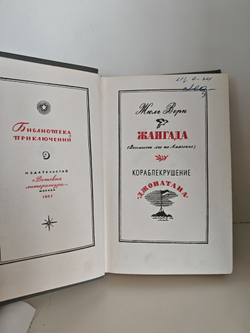 Библиотека
приключений
9
Издательство
«Детская
литература»
Москва
1967
Жюль Верн
ЖАНГАДА
(Восемьсот лье по Амазонке)
КОРАБЛЕКРУШЕНИЕ
"ДЖОНАТАНА"